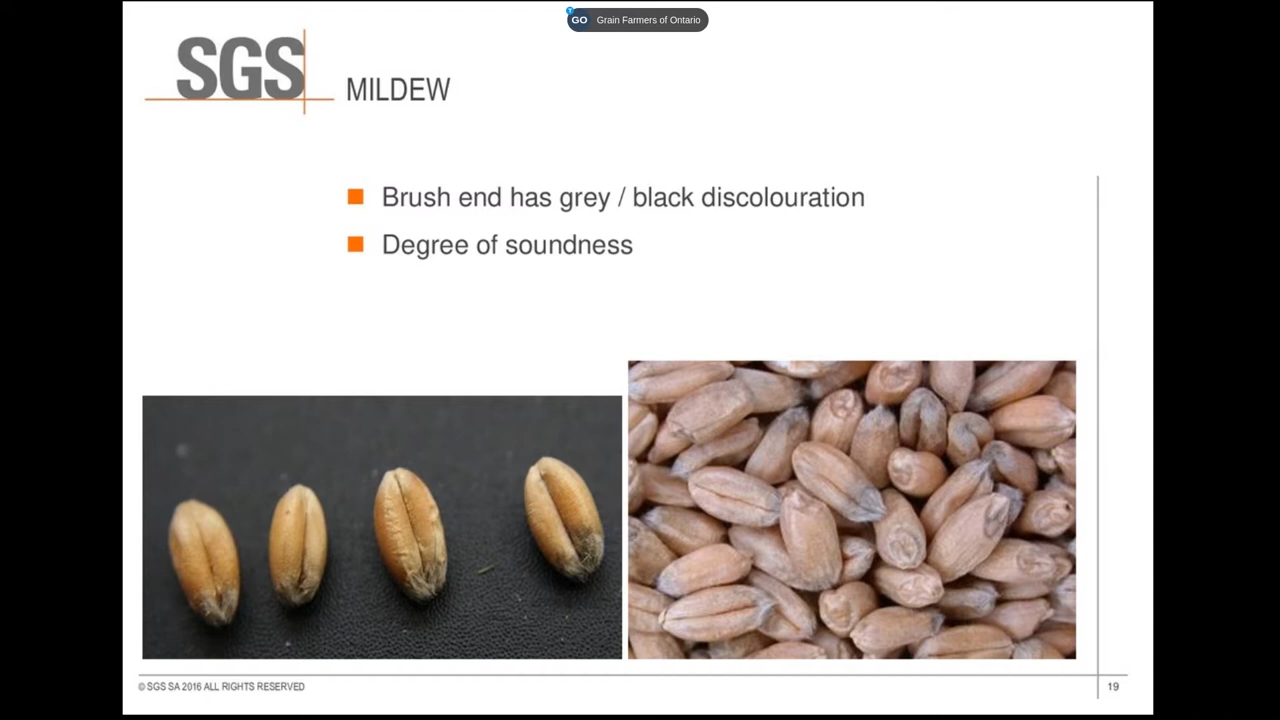 GO Grain Farmers of Ontario
SGS
MILDEW
Brush end has grey / black discolouration
Degree of soundness
© SGS SA 2016 ALL RIGHTS RESERVED
19